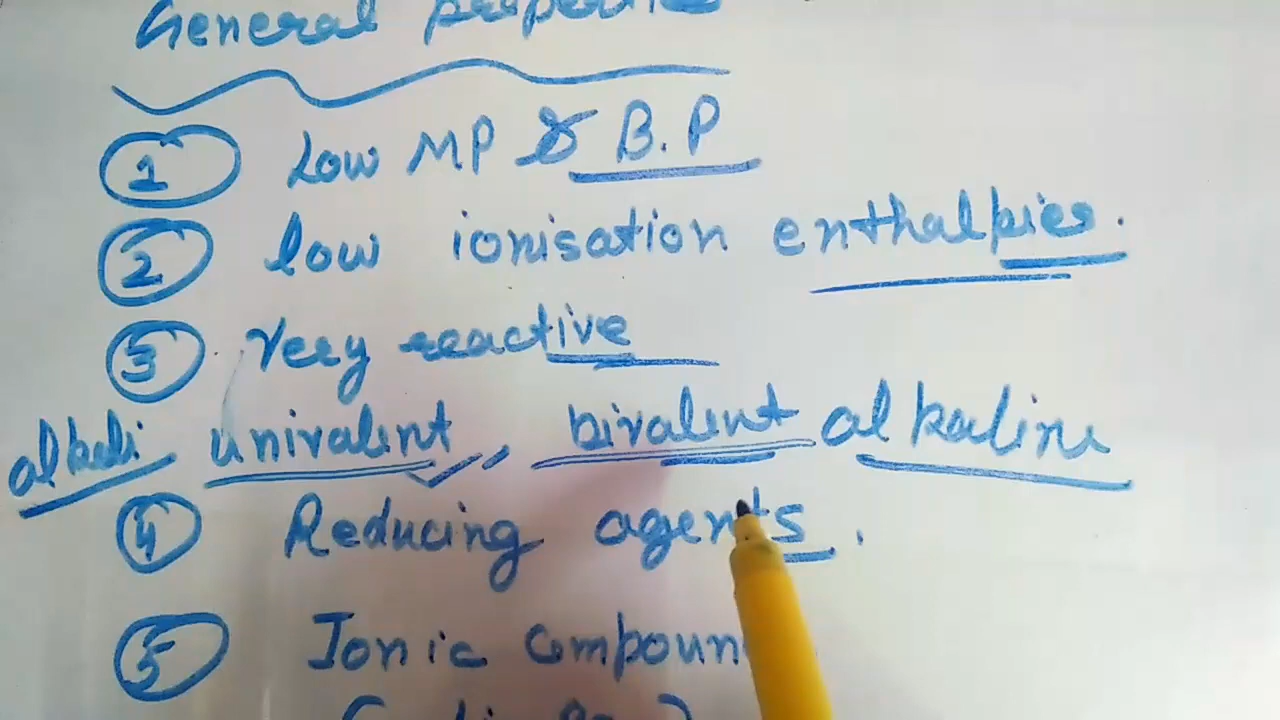 General
1 Low MP & B.P
2 low ionisation enthalpies.
3 Very reactive
alkali univalent, bivalent alkaline
4 Reducing agents.
5 Ionic